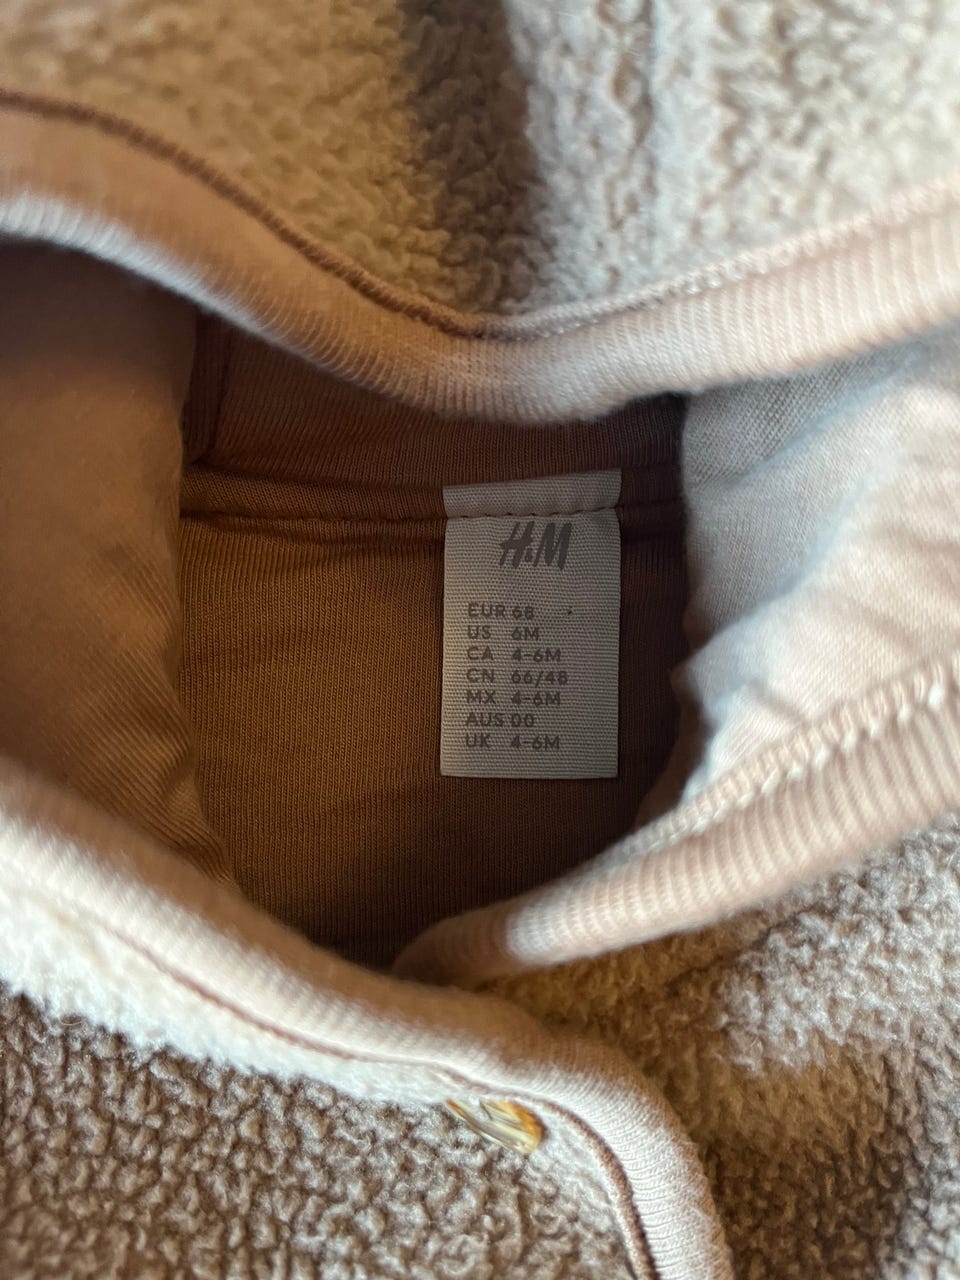 H&M
EUR 68
US 6M
CA 4-6M
CN 66/48
MX 4-6M
AUS 00
UK 4-6M